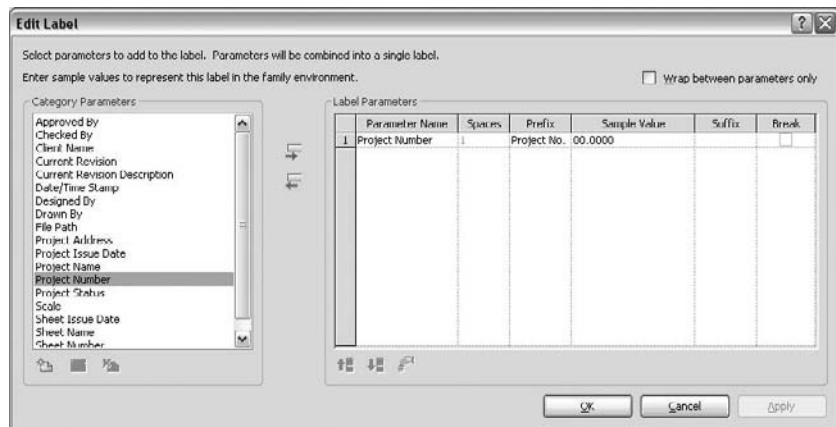 Edit Label
Select parameters to add to the label. Parameters will be combined into a single label.
Enter sample values to represent this label in the family environment.
Wrap between parameters only
Category Parameters
Approved By
Checked By
Client Name
Current Revision
Current Revision Description
Date/Time Stamp
Designed By
Drawn By
File Path
Project Address
Project Issue Date
Project Name
Project Number
Project Status
Scale
Sheet Issue Date
Sheet Name
Sheet Number
Label Parameters
Parameter Name Spaces Prefix Sample Value Suffix Break
1 Project Number 1 Project No. 00.0000
OK Cancel Apply